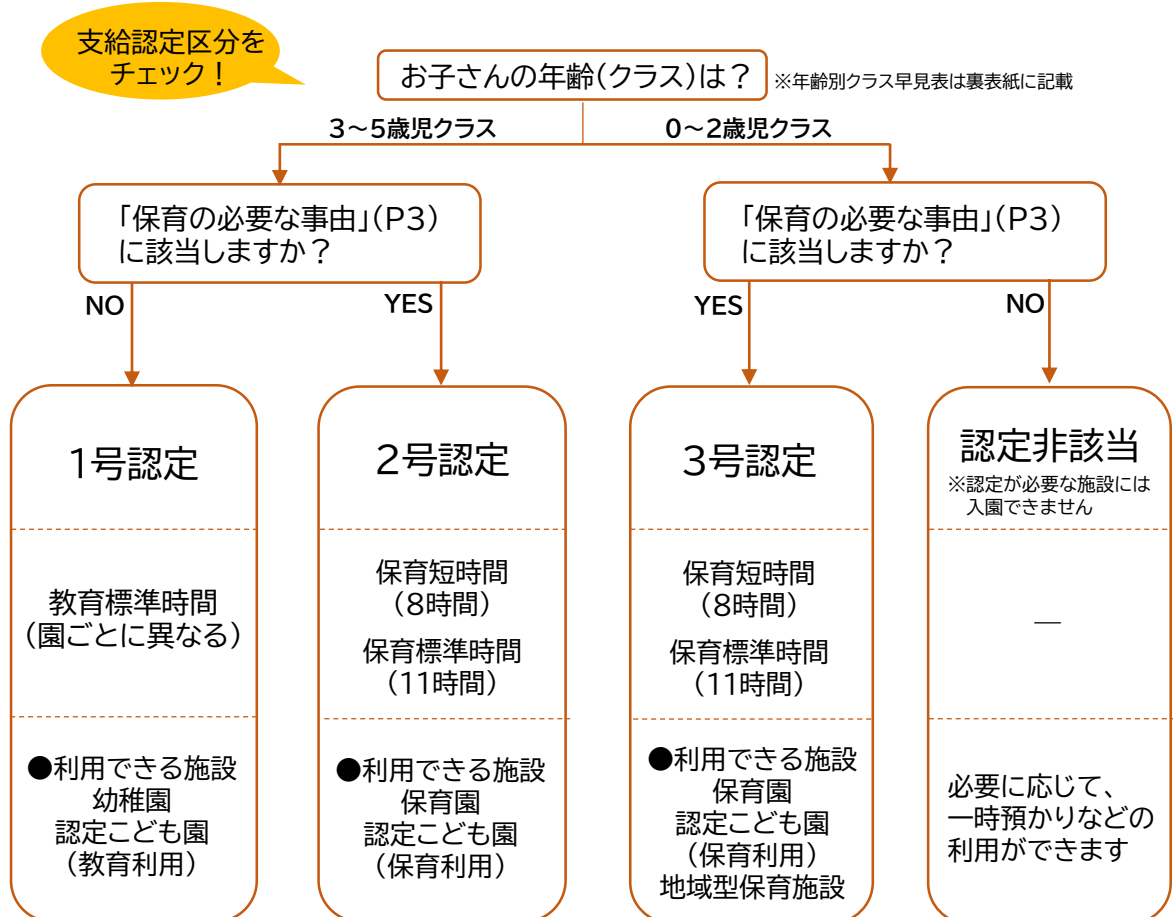 支給認定区分を
チェック！
お子さんの年齢(クラス)は？
※年齢別クラス早見表は裏表紙に記載
3～5歳児クラス
0～2歳児クラス
「保育の必要な事由」(P3)
に該当しますか？
「保育の必要な事由」(P3)
に該当しますか？
NO
YES
YES
NO
1号認定
教育標準時間
(園ごとに異なる)
●利用できる施設
幼稚園
認定こども園
(教育利用)
2号認定
保育短時間
(8時間)
保育標準時間
(11時間)
●利用できる施設
保育園
認定こども園
(保育利用)
3号認定
保育短時間
(8時間)
保育標準時間
(11時間)
●利用できる施設
保育園
認定こども園
(保育利用)
地域型保育施設
認定非該当
※認定が必要な施設には
入園できません
―
必要に応じて、
一時預かりなどの
利用ができます